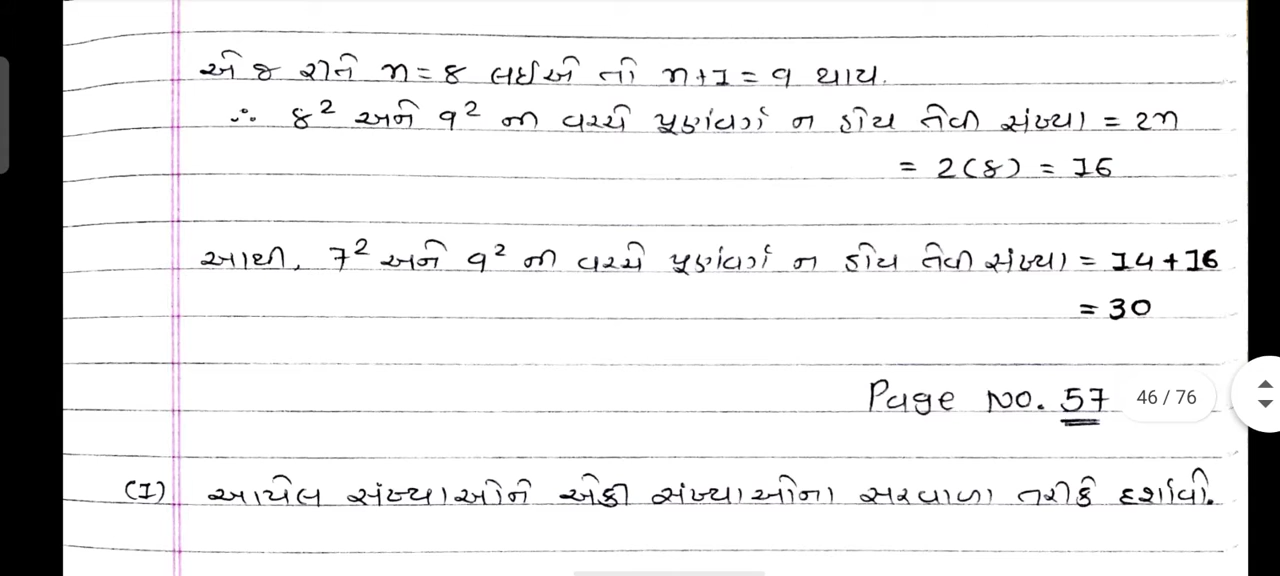 એ જ રીતે n = 8 લઈએ તો n+1 = 9 થાય.
∴ 8² અને 9² ની વચ્ચે પૂર્ણવર્ગ ન હોય તેવી સંખ્યા = 2n
= 2(8) = 16
આથી, 7² અને 9² ની વચ્ચે પૂર્ણવર્ગ ન હોય તેવી સંખ્યા = 14 + 16
= 30
Page No. 57
46 / 76
(1) આપેલ સંખ્યાઓને એકી સંખ્યાઓના સરવાળા તરીકે દર્શાવો.